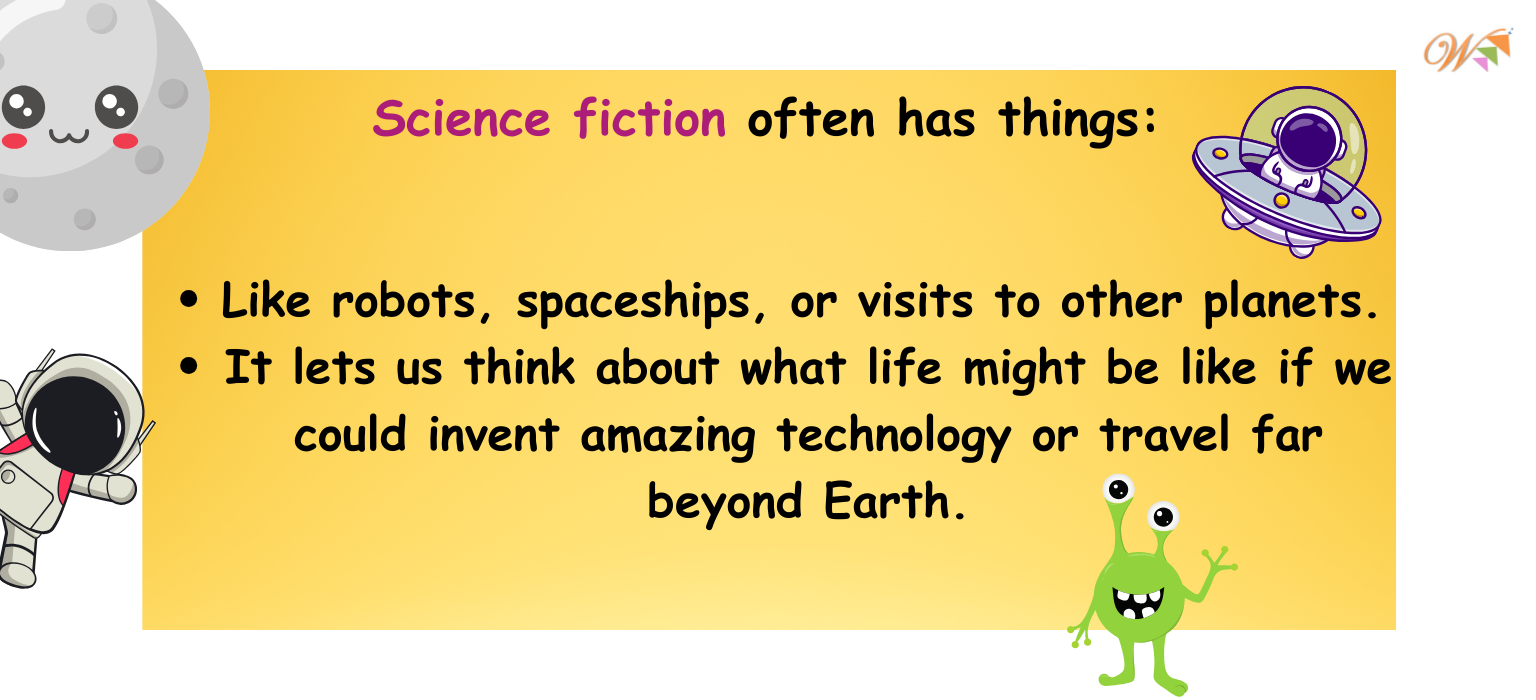 Science fiction often has things:
• Like robots, spaceships, or visits to other planets.
• It lets us think about what life might be like if we
could invent amazing technology or travel far
beyond Earth.
W